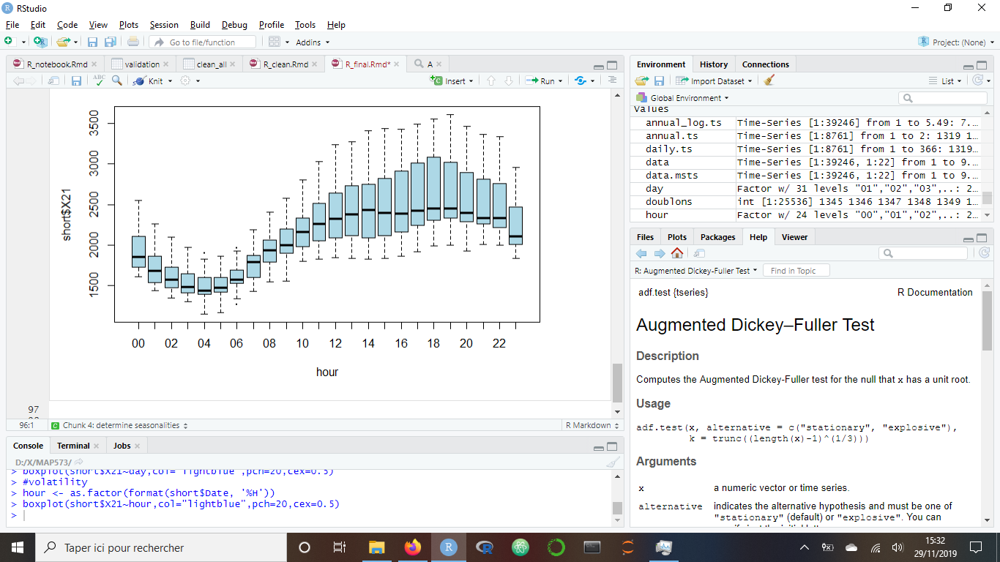 RStudio
File Edit Code View Plots Session Build Debug Profile Tools Help
Go to file/function Addins Project: (None)
R_notebook.Rmd validation clean_all R_clean.Rmd R_final.Rmd* A
ABC Knit Insert Run
short$X21
3500
3000
2500
2000
1500
00 02 04 06 08 10 12 14 16 18 20 22
hour
97
96:1 Chunk 4: determine seasonalities R Markdown
Console Terminal Jobs
D:/X/MAP573/
> boxplot(short$X21~day,col="lightblue",pch=20,cex=0.5)
> #volatility
> hour <- as.factor(format(short$Date, '%H'))
> boxplot(short$X21~hour,col="lightblue",pch=20,cex=0.5)
>
Environment History Connections
Import Dataset List
Global Environment
Values
annual_log.ts Time-Series [1:39246] from 1 to 5.49: 7.…
annual.ts Time-Series [1:8761] from 1 to 2: 1319 1…
daily.ts Time-Series [1:8761] from 1 to 366: 1319…
data Time-Series [1:39246, 1:22] from 1 to 9.…
data.msts Time-Series [1:39246, 1:22] from 1 to 9.…
day Factor w/ 31 levels "01","02","03",..: 2…
doublons int [1:25536] 1345 1346 1347 1348 1349 1…
hour Factor w/ 24 levels "00","01","02",..: 2…
Files Plots Packages Help Viewer
R: Augmented Dickey-Fuller Test Find in Topic
adf.test {tseries} R Documentation
Augmented Dickey–Fuller Test
Description
Computes the Augmented Dickey-Fuller test for the null that x has a unit root.
Usage
adf.test(x, alternative = c("stationary", "explosive"),
k = trunc((length(x)-1)^(1/3)))
Arguments
x a numeric vector or time series.
alternative indicates the alternative hypothesis and must be one of
"stationary" (default) or "explosive". You can
Taper ici pour rechercher
15:32
29/11/2019